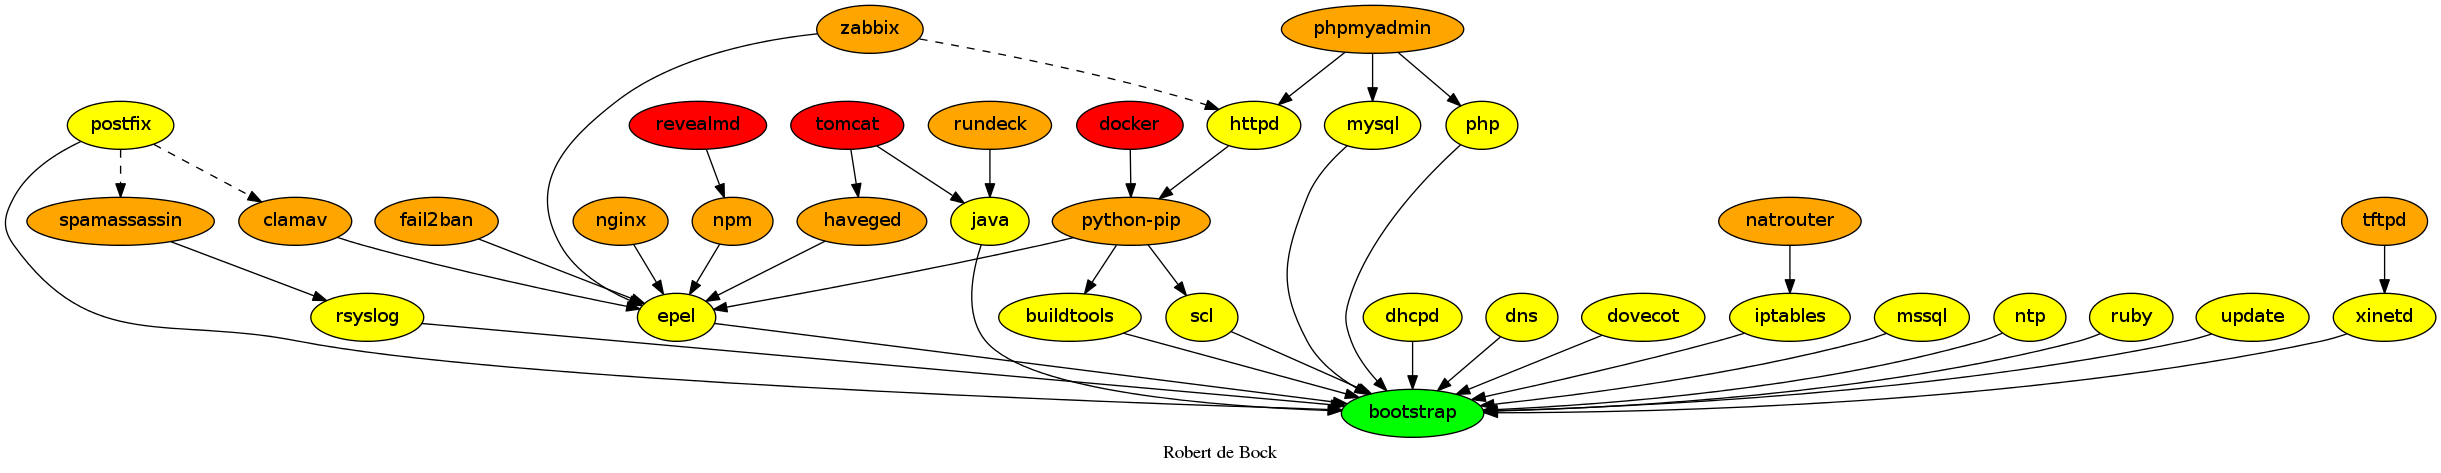 zabbix
phpmyadmin
postfix
revealmd
tomcat
rundeck
docker
httpd
mysql
php
spamassassin
clamav
fail2ban
nginx
npm
haveged
java
python-pip
natrouter
tftpd
rsyslog
epel
buildtools
scl
dhcpd
dns
dovecot
iptables
mssql
ntp
ruby
update
xinetd
bootstrap
Robert de Bock